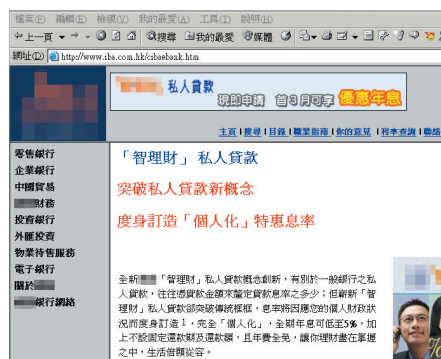 檔案(F) 編輯(E) 檢視(V) 我的最愛(A) 工具(T) 說明(H)
上一頁 搜尋 我的最愛 媒體
網址(D) http://www.iba.com.hk/cibaebank.htm
私人貸款
現即申請 首3月可享 優惠年息
主頁 | 搜尋 | 目錄 | 職業指南 | 你的意見 | 利率查詢 | 聯絡
零售銀行
企業銀行
中國貿易
財務
投資銀行
外匯投資
物業待售服務
電子銀行
關於
銀行網絡
「智理財」私人貸款
突破私人貸款新概念
度身訂造「個人化」特惠息率
全新 「智理財」私人貸款概念創新，有別於一般銀行之私
人貸款，往往憑貸款金額來釐定貸款息率之多少；但嶄新「智
理財」私人貸款卻突破傳統框框，息率將因應您的個人財政狀
況而度身訂造1，完全「個人化」，全期年息可低至5%，加
上不設固定還款期及還款額，且年費全免，讓你理財盡在掌握
之中，生活倍顯從容。